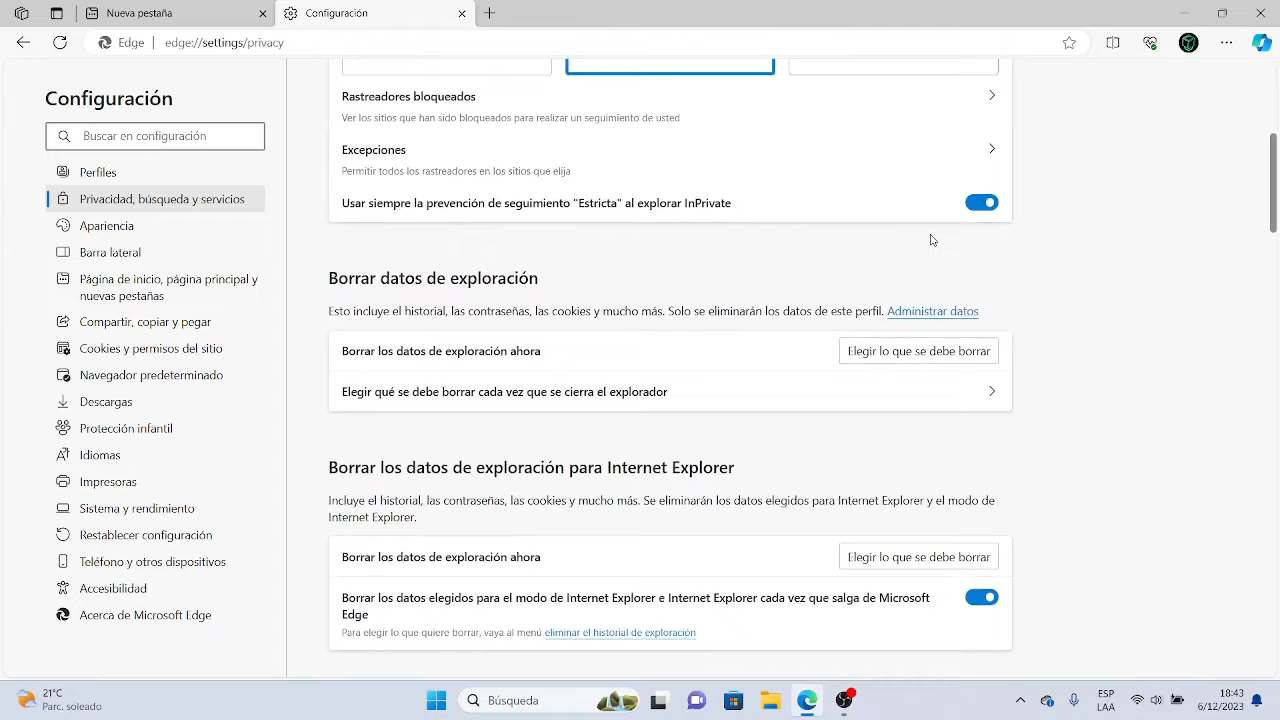 Nueva pestaña
Configuración
Edge
edge://settings/privacy
Configuración
Buscar en configuración
Perfiles
Privacidad, búsqueda y servicios
Apariencia
Barra lateral
Página de inicio, página principal y
nuevas pestañas
Compartir, copiar y pegar
Cookies y permisos del sitio
Navegador predeterminado
Descargas
Protección infantil
Idiomas
Impresoras
Sistema y rendimiento
Restablecer configuración
Teléfono y otros dispositivos
Accesibilidad
Acerca de Microsoft Edge
Rastreadores bloqueados
Ver los sitios que han sido bloqueados para realizar un seguimiento de usted
Excepciones
Permitir todos los rastreadores en los sitios que elija
Usar siempre la prevención de seguimiento "Estricta" al explorar InPrivate
Borrar datos de exploración
Esto incluye el historial, las contraseñas, las cookies y mucho más. Solo se eliminarán los datos de este perfil. Administrar datos
Borrar los datos de exploración ahora
Elegir lo que se debe borrar
Elegir qué se debe borrar cada vez que se cierra el explorador
Borrar los datos de exploración para Internet Explorer
Incluye el historial, las contraseñas, las cookies y mucho más. Se eliminarán los datos elegidos para Internet Explorer y el modo de
Internet Explorer.
Borrar los datos de exploración ahora
Elegir lo que se debe borrar
Borrar los datos elegidos para el modo de Internet Explorer e Internet Explorer cada vez que salga de Microsoft
Edge
Para elegir lo que quiere borrar, vaya al menú eliminar el historial de exploración
21°C
Parc. soleado
Búsqueda
ESP
LAA
18:43
6/12/2023